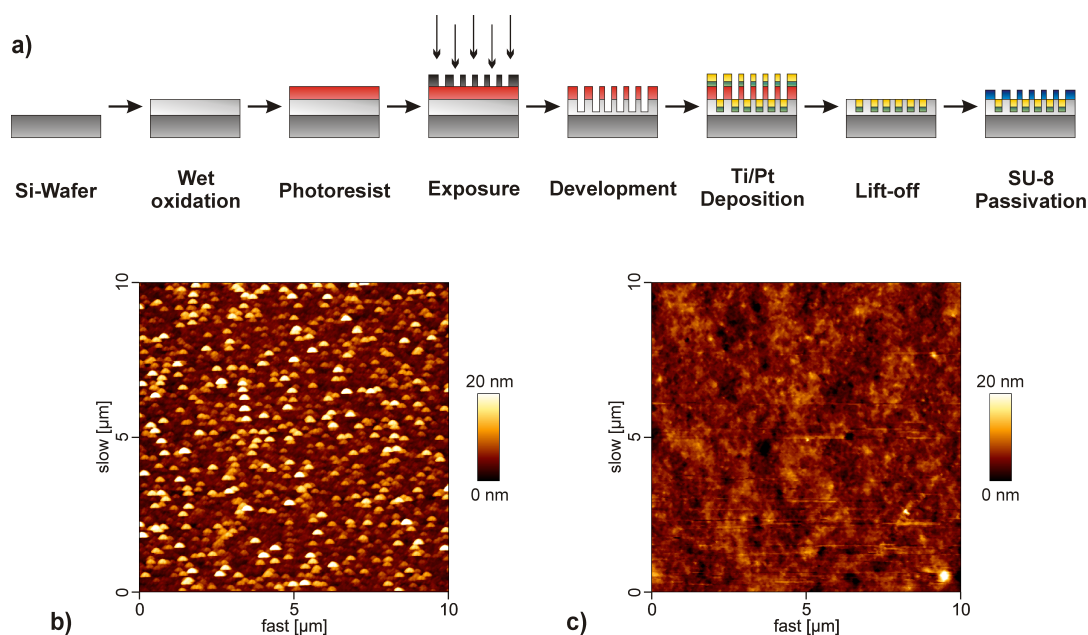 a)
Si-Wafer
Wet
oxidation
Photoresist
Exposure
Development
Ti/Pt
Deposition
Lift-off
SU-8
Passivation
10
5
0
slow [µm]
0
5
10
fast [µm]
20 nm
0 nm
b)
10
5
0
slow [µm]
0
5
10
fast [µm]
20 nm
0 nm
c)